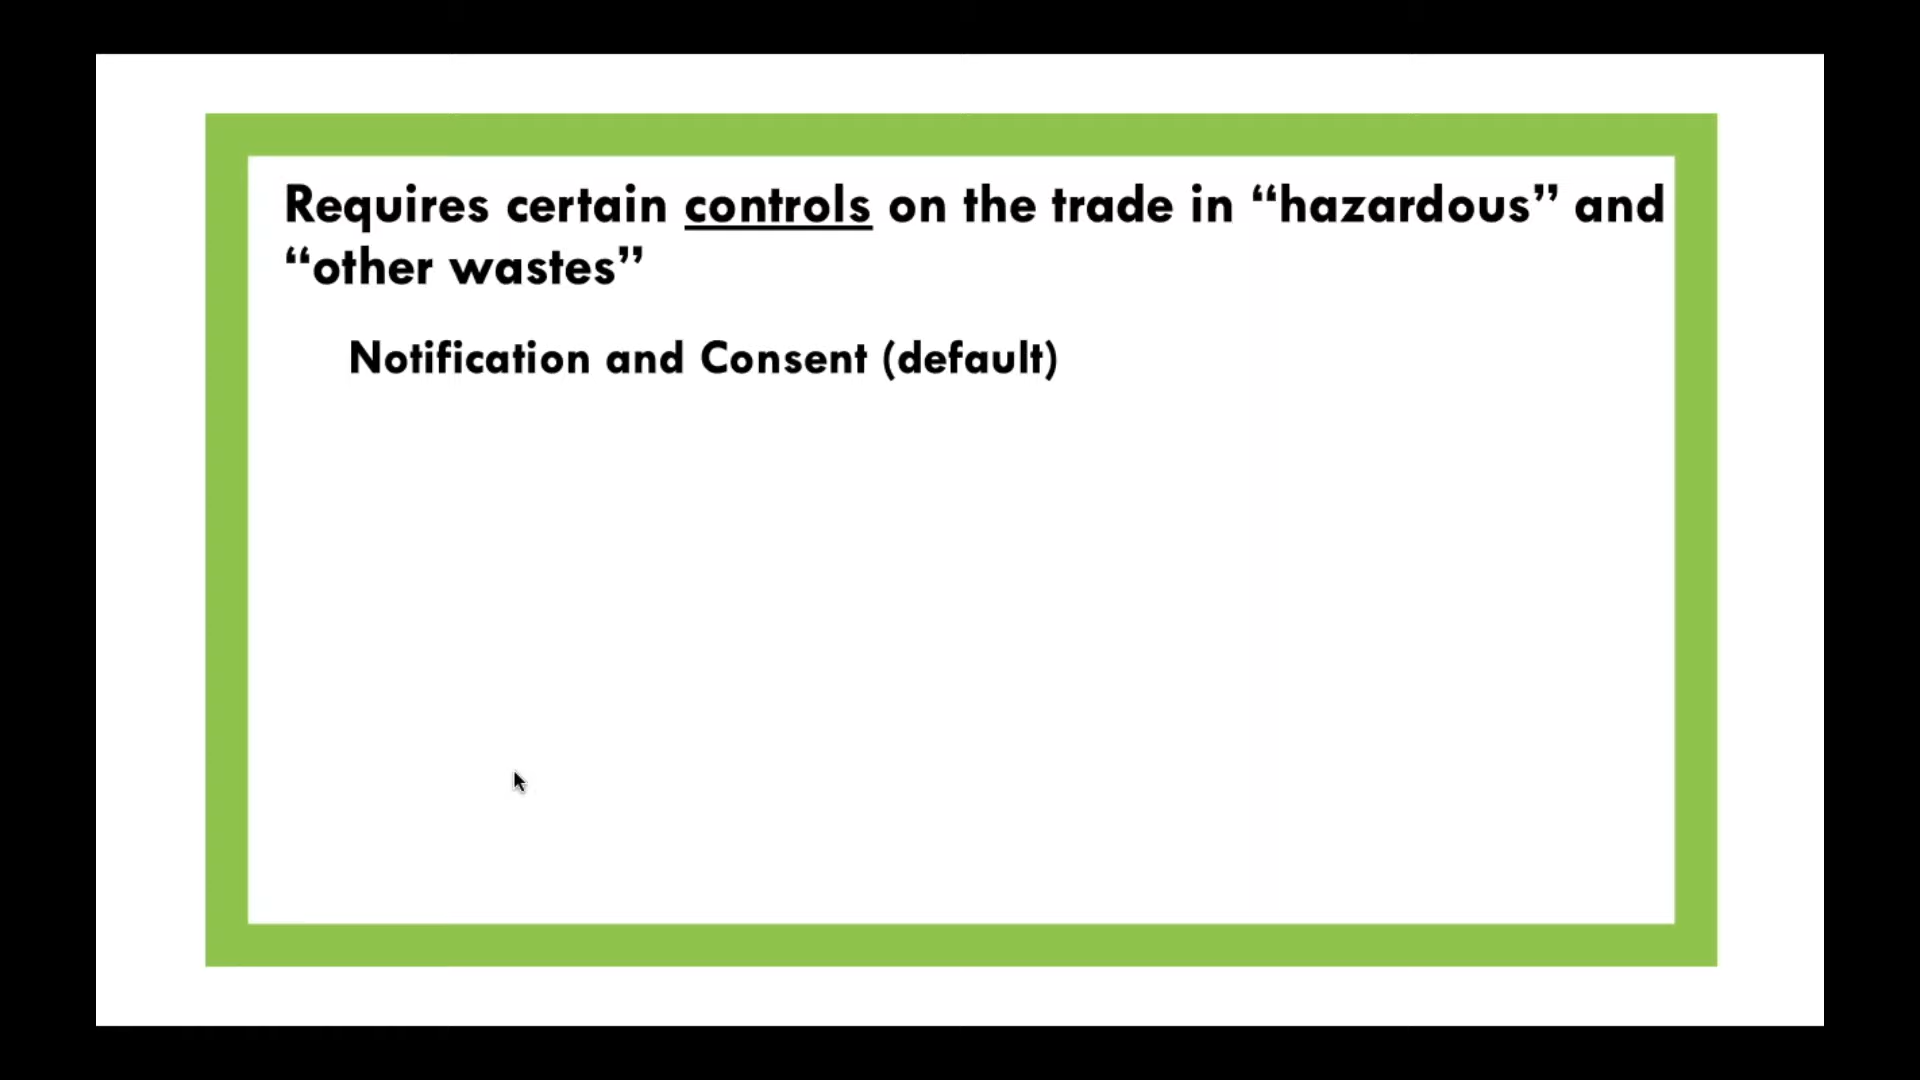 Requires certain controls on the trade in “hazardous” and
“other wastes”
Notification and Consent (default)